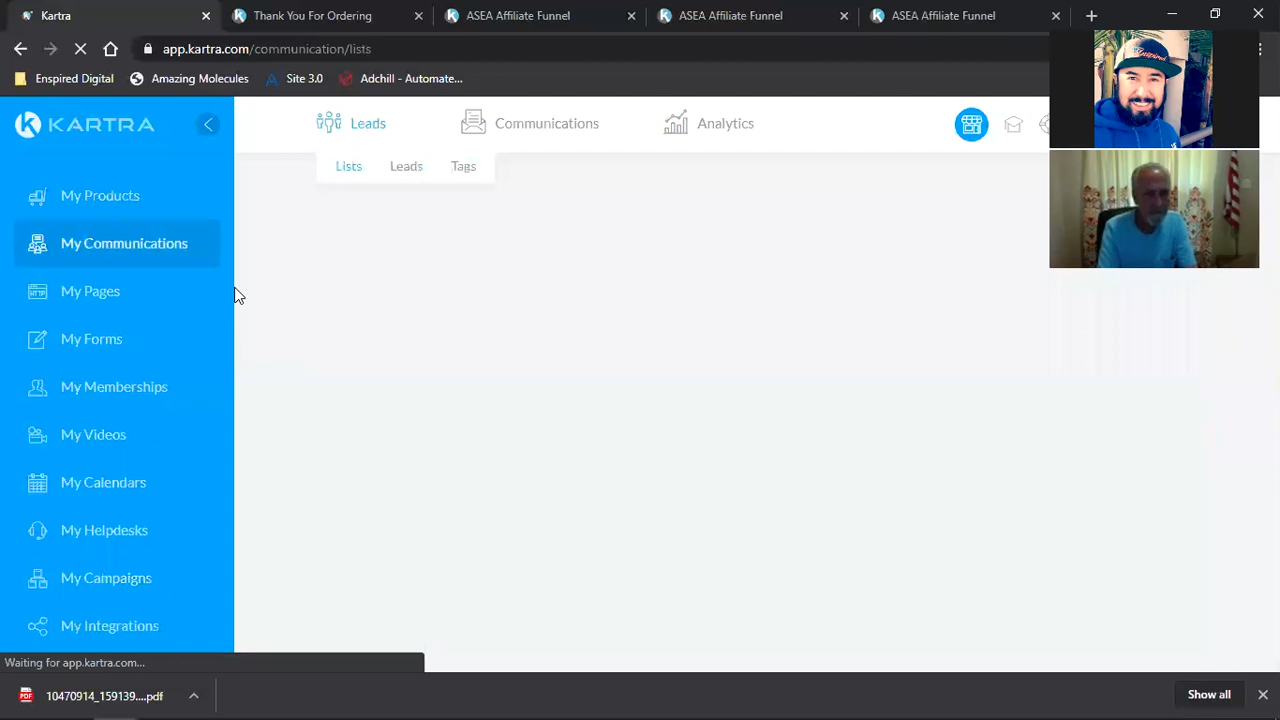 Kartra
Thank You For Ordering
ASEA Affiliate Funnel
ASEA Affiliate Funnel
ASEA Affiliate Funnel
app.kartra.com/communication/lists
Enspired Digital
Amazing Molecules
Site 3.0
Adchill - Automate...
KARTRA
Leads
Communications
Analytics
Lists
Leads
Tags
My Products
My Communications
My Pages
HTTP
My Forms
My Memberships
My Videos
My Calendars
My Helpdesks
My Campaigns
My Integrations
Waiting for app.kartra.com...
PDF
10470914_159139....pdf
Show all